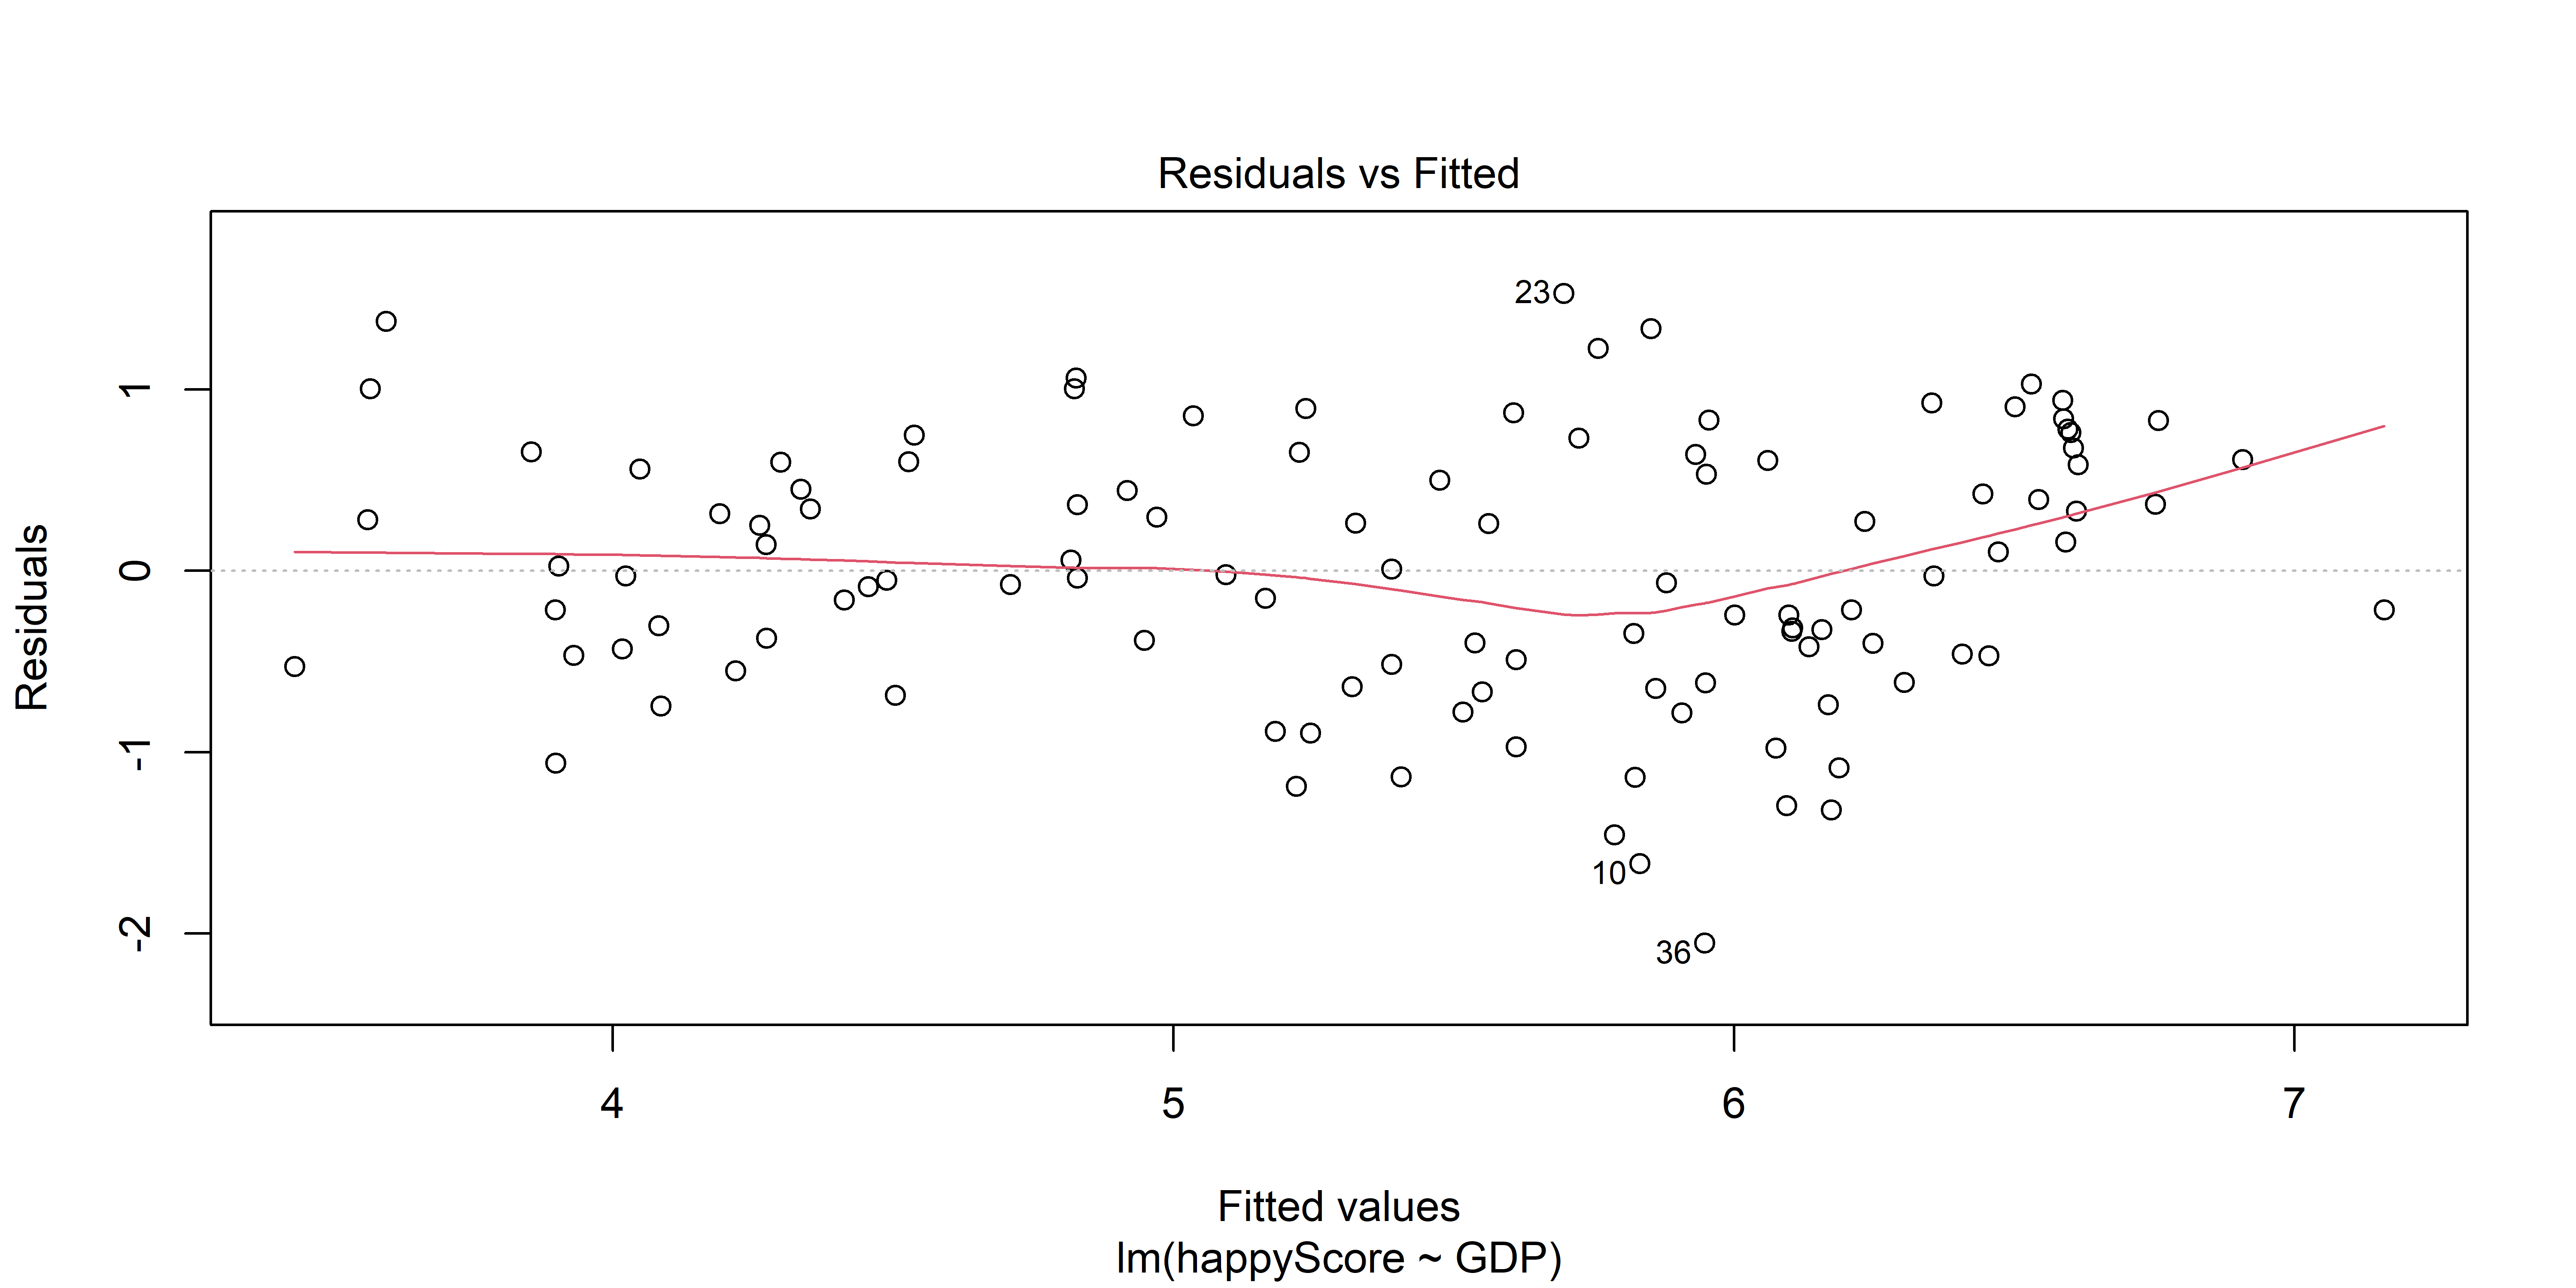 Residuals vs Fitted
Residuals
1
0
-1
-2
23
10
36
4 5 6 7
Fitted values
lm(happyScore ~ GDP)